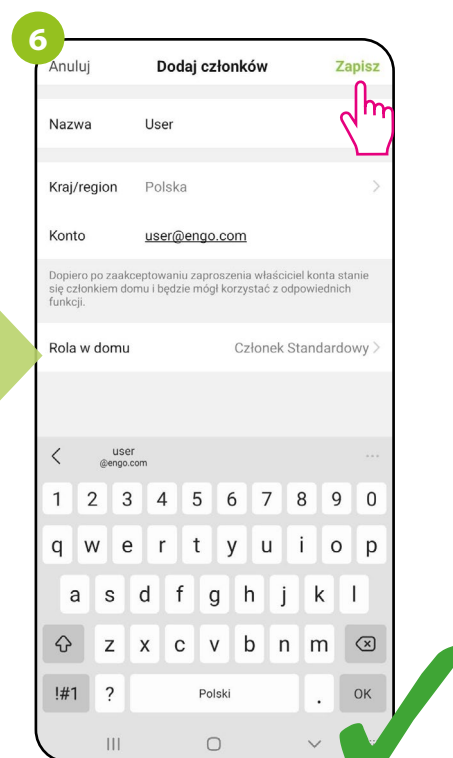 6
Anuluj Dodaj członków Zapisz
Nazwa User
Kraj/region Polska
Konto user@engo.com
Dopiero po zaakceptowaniu zaproszenia właściciel konta stanie
się członkiem domu i będzie mógł korzystać z odpowiednich
funkcji.
Rola w domu Członek Standardowy
user
@engo.com
1 2 3 4 5 6 7 8 9 0
q w e r t y u i o p
a s d f g h j k l
z x c v b n m
!#1 ? Polski . OK